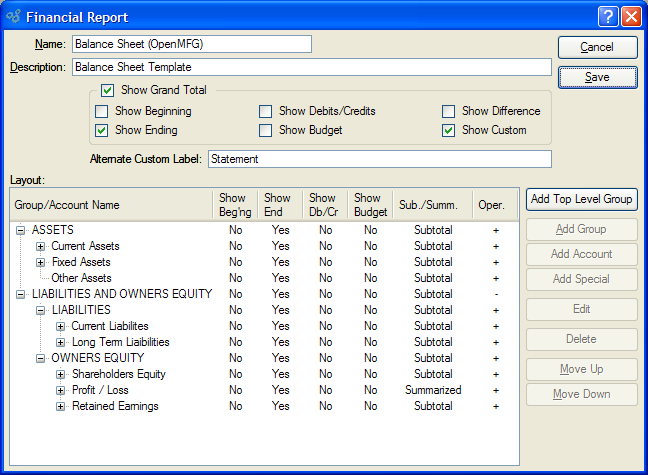 Financial Report
Name: Balance Sheet (OpenMFG) Cancel
Description: Balance Sheet Template Save
Show Grand Total
Show Beginning Show Debits/Credits Show Difference
Show Ending Show Budget Show Custom
Alternate Custom Label: Statement
Layout:
Group/Account Name Show Beg'ng Show End Show Db/Cr Show Budget Sub./Summ. Oper.
ASSETS No Yes No No Subtotal +
Current Assets No Yes No No Subtotal +
Fixed Assets No Yes No No Subtotal +
Other Assets No Yes No No Subtotal +
LIABILITIES AND OWNERS EQUITY No Yes No No Subtotal -
LIABILITIES No Yes No No Subtotal +
Current Liabilites No Yes No No Subtotal +
Long Term Liaibilities No Yes No No Subtotal +
OWNERS EQUITY No Yes No No Subtotal +
Shareholders Equity No Yes No No Subtotal +
Profit / Loss No Yes No No Summarized +
Retained Earnings No Yes No No Subtotal +
Add Top Level Group
Add Group
Add Account
Add Special
Edit
Delete
Move Up
Move Down